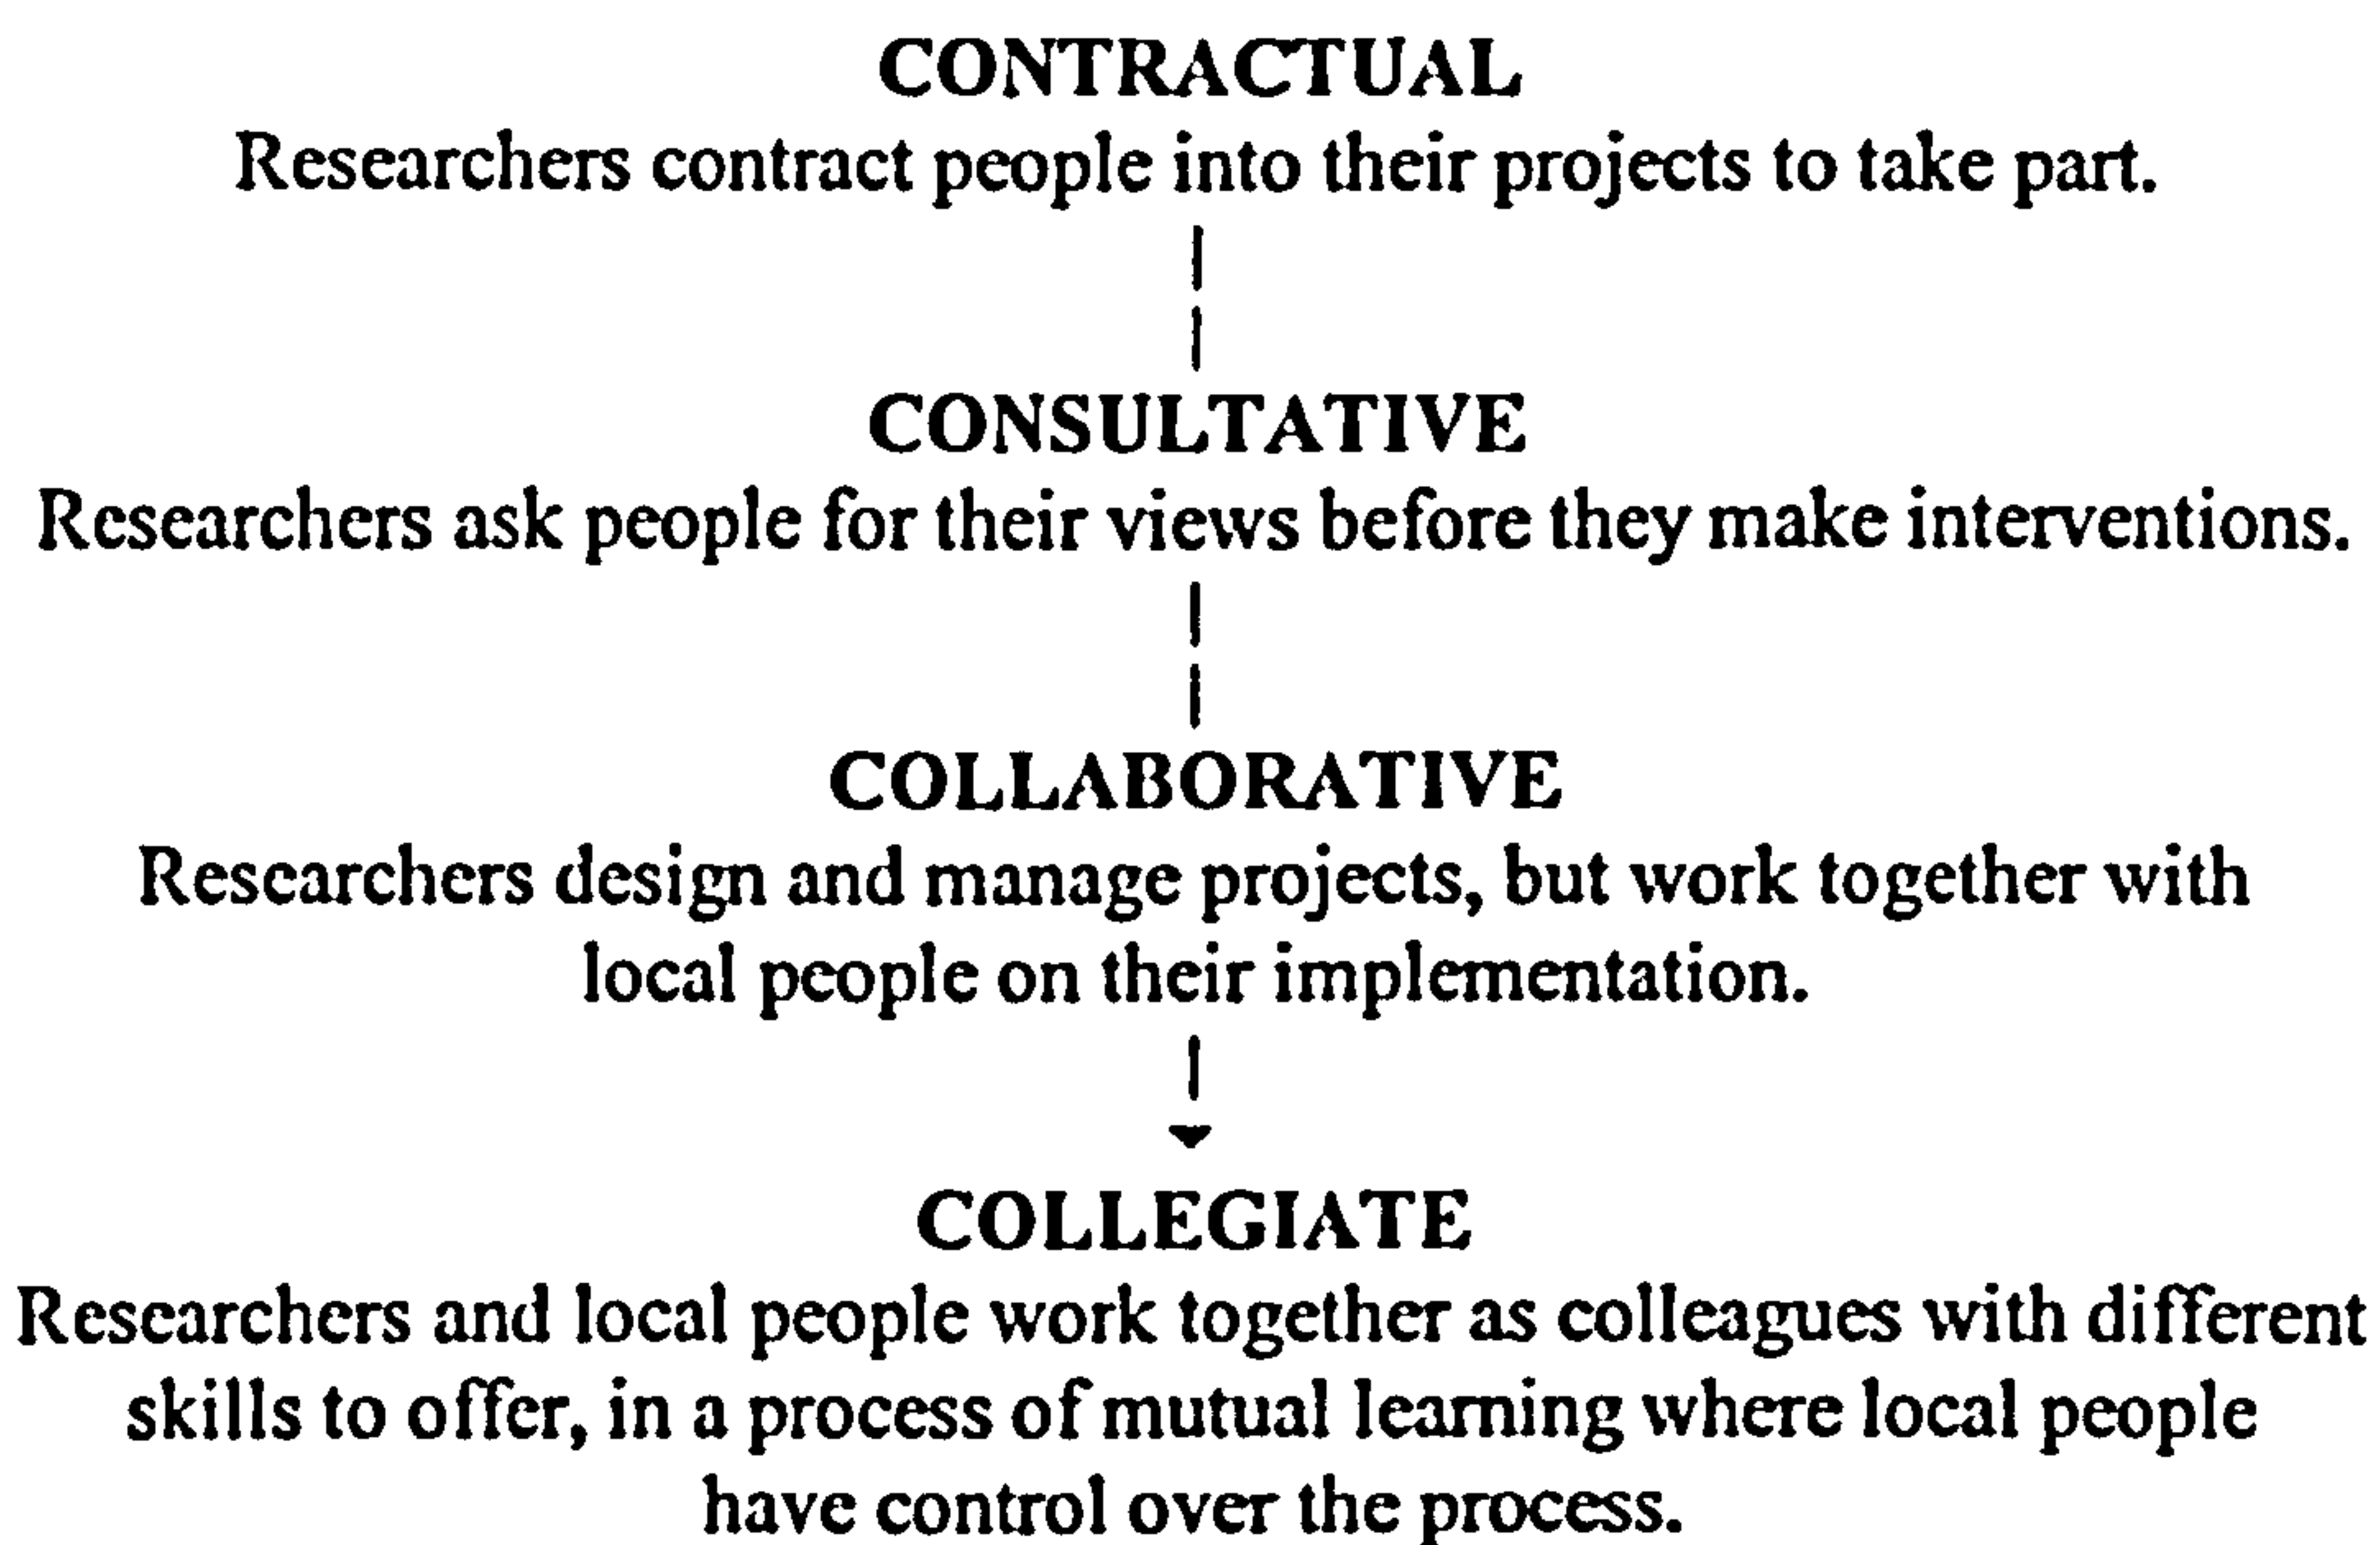 CONTRACTUAL
Researchers contract people into their projects to take part.
CONSULTATIVE
Researchers ask people for their views before they make interventions.
COLLABORATIVE
Researchers design and manage projects, but work together with
local people on their implementation.
COLLEGIATE
Researchers and local people work together as colleagues with different
skills to offer, in a process of mutual learning where local people
have control over the process.